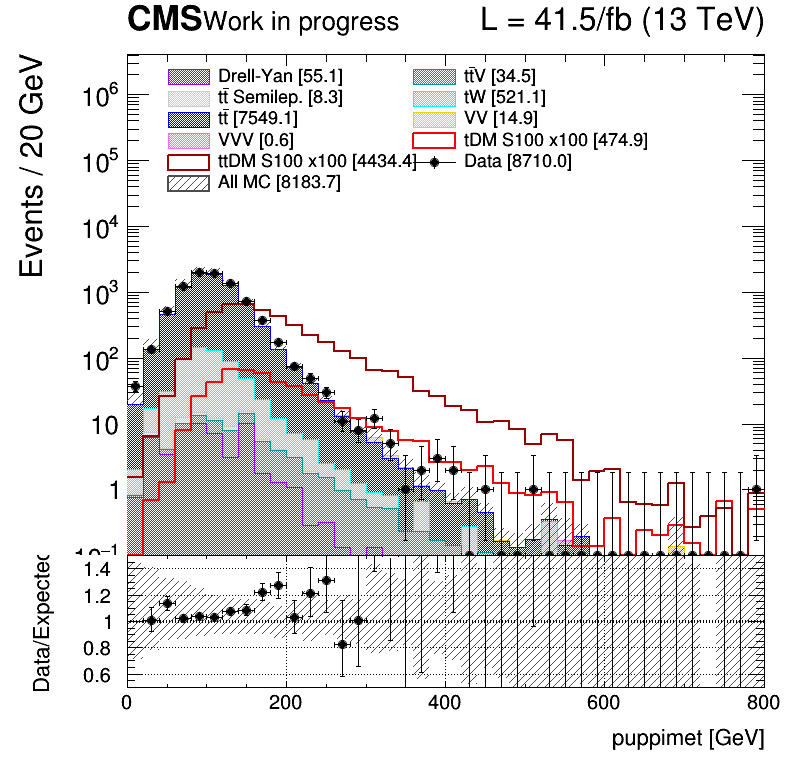 CMS Work in progress L = 41.5/fb (13 TeV)
Events / 20 GeV
Drell-Yan [55.1] tt̄V [34.5]
tt̄ Semilep. [8.3] tW [521.1]
tt̄ [7549.1] VV [14.9]
VVV [0.6] tDM S100 x100 [474.9]
ttDM S100 x100 [4434.4] Data [8710.0]
All MC [8183.7]
10⁶
10⁵
10⁴
10³
10²
10
1
10⁻¹
Data/Expected
1.4
1.2
1
0.8
0.6
0 200 400 600 800
puppimet [GeV]